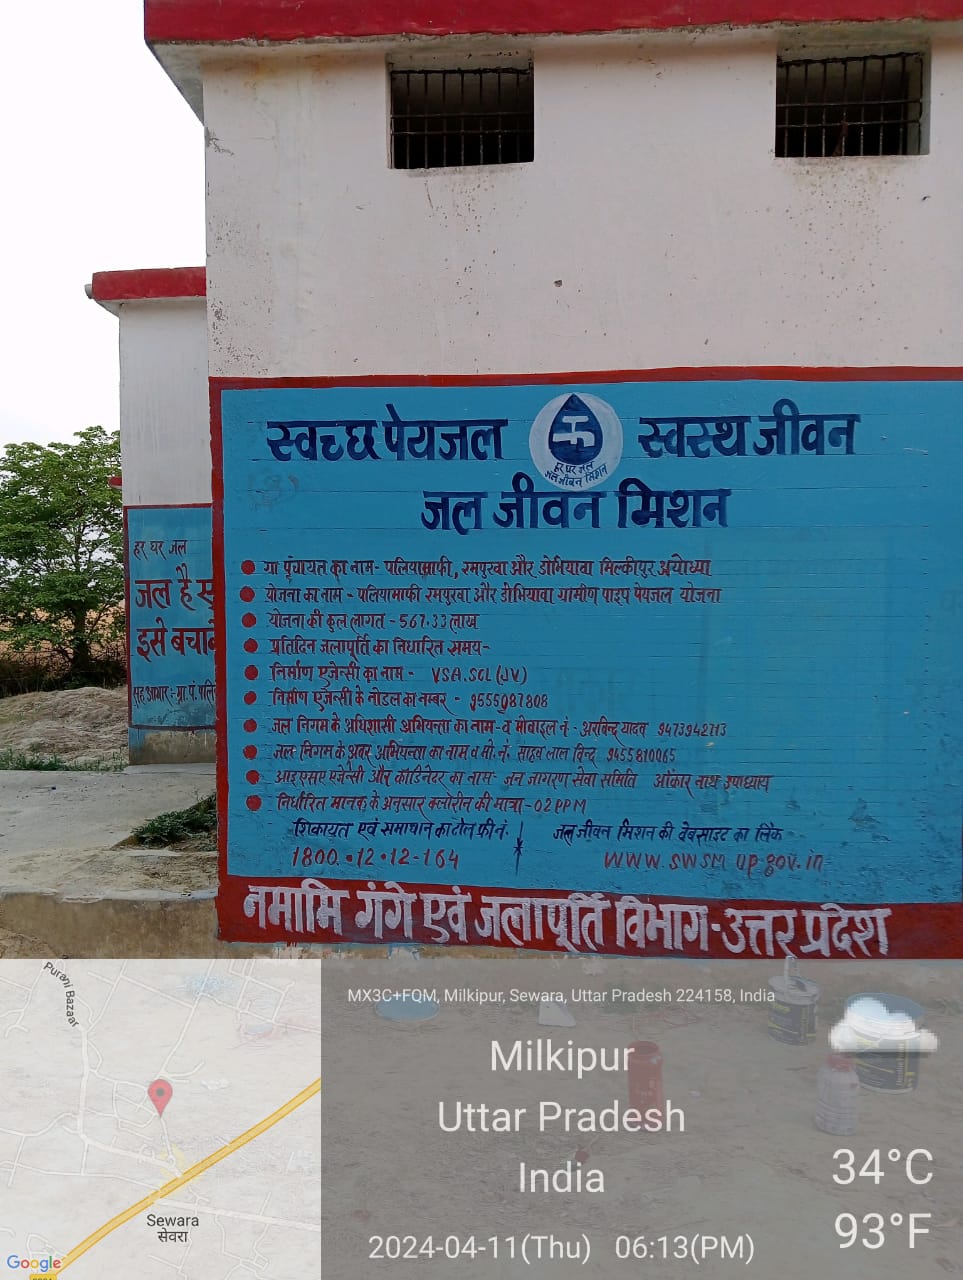 स्वच्छ पेयजल स्वस्थ जीवन
हर घर जल
जल जीवन मिशन
जल जीवन मिशन
ग्रा पंचायत का नाम- पलियामाफी, रमपुरवा और डोभियावा मिल्कीपुर अयोध्या
योजना का नाम - पलियामाफी रमपुरवा और डीभियावा ग्रामीण पाइप पेयजल योजना
योजना की कुल लागत - 567.33 लाख
प्रतिदिन जलापूर्ति का निर्धारित समय-
निर्माण एजेन्सी का नाम - VSA.SCL (JV)
निर्माण एजेन्सी के नोडल का नम्बर - 9555087808
जल निगम के अधिशासी अभियन्ता का नाम- व मोबाइल नं - अरविन्द यादव 9473942713
जल निगम के अवर अभियन्ता का नाम व मो. नं. साहब लाल बिन्द 9455810065
आइएसए एजेन्सी और कोर्डिनेटर का नाम- जन जागरण सेवा समिति ओंकार नाथ उपाध्याय
निर्धारित मानक के अनुसार क्लोरीन की मात्रा-02 PPM
शिकायत एवं समाधान का टोल फ्री नं. जल जीवन मिशन की वेबसाइट का लिंक
1800.12.12-164 WWW.SWSM.up.gov.in
नमामि गंगे एवं जलापूर्ति विभाग-उत्तर प्रदेश
हर घर जल
जल है
इसे बचा
ग्रा. पं.
Purani Bazaar
Sewara
सेवरा
Google
MX3C+FQM, Milkipur, Sewara, Uttar Pradesh 224158, India
Milkipur
Uttar Pradesh
India
2024-04-11(Thu) 06:13(PM)
34°C
93°F